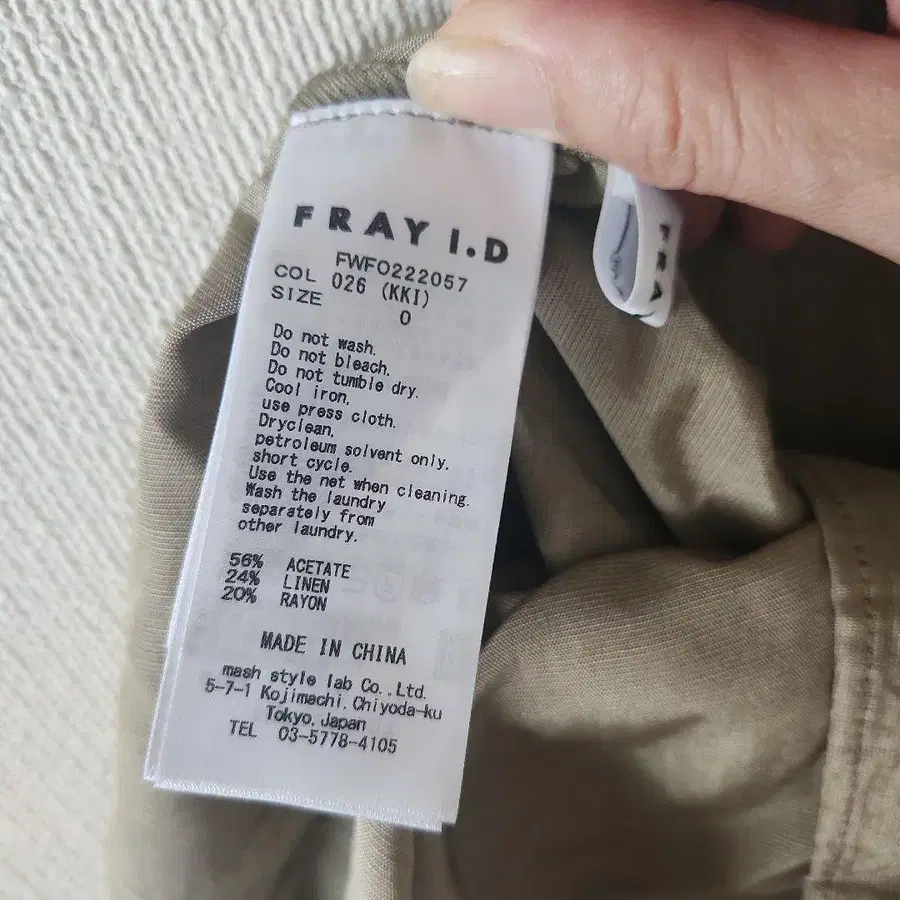 FRAY I.D
FWFO222057
COL 026 (KKI)
SIZE 0
Do not wash.
Do not bleach.
Do not tumble dry.
Cool iron,
use press cloth.
Dryclean,
petroleum solvent only.
short cycle.
Use the net when cleaning.
Wash the laundry
separately from
other laundry.
56% ACETATE
24% LINEN
20% RAYON
MADE IN CHINA
mash style lab Co.,Ltd.
5-7-1 Kojimachi.Chiyoda-ku
Tokyo.Japan
TEL 03-5778-4105
FRA